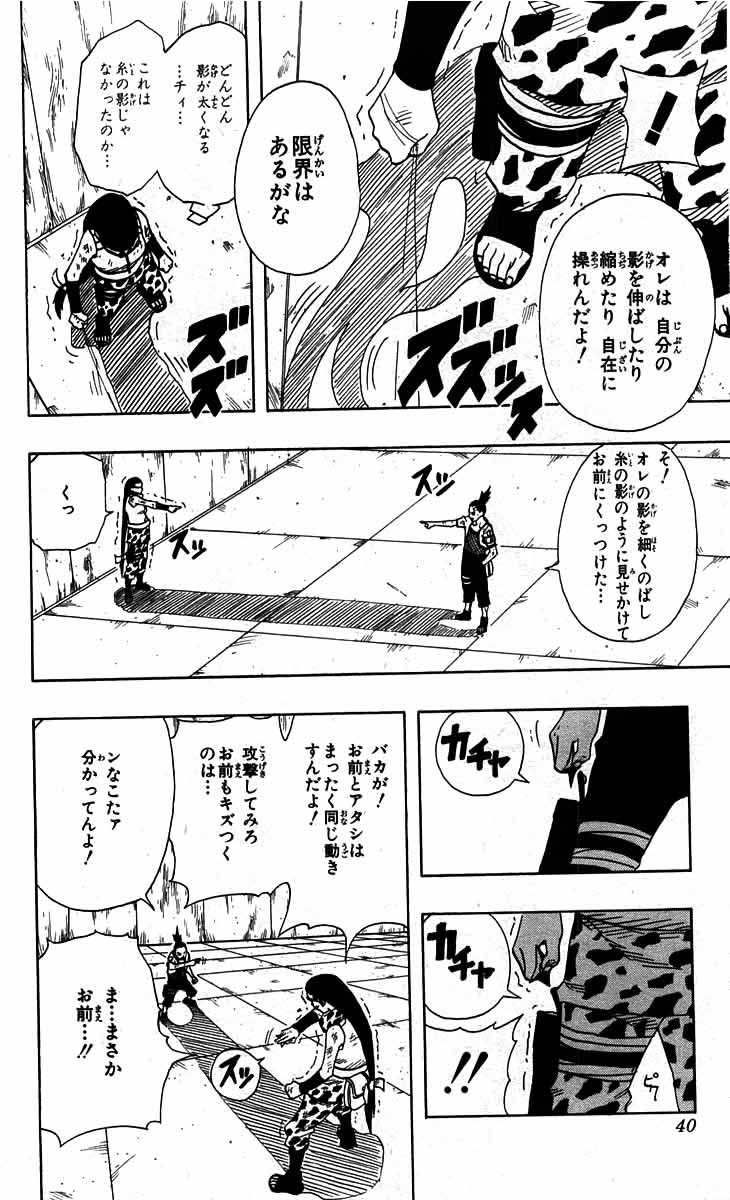 !
オレは 自分の
影を伸ばしたり
縮めたり 自在に
操れんだよ!
ズズズ
限界は
あるがな
どんどん
影が太くなる
…チィ…
これは
糸の影じゃ
なかったのか…
ズズ
そ!
オレの影を細くのばし
糸の影のように見せかけて
お前にくっつけた…
スッ
スッ
くっ
カチャ
カチャ
ピク
!!
バカが!
お前とアタシは
まったく同じ動き
すんだよ!
攻撃してみろ
お前もキズつく
のは…
ンなこたァ
分かってんよ!
スッ
ま…まさか
お前…!!
40